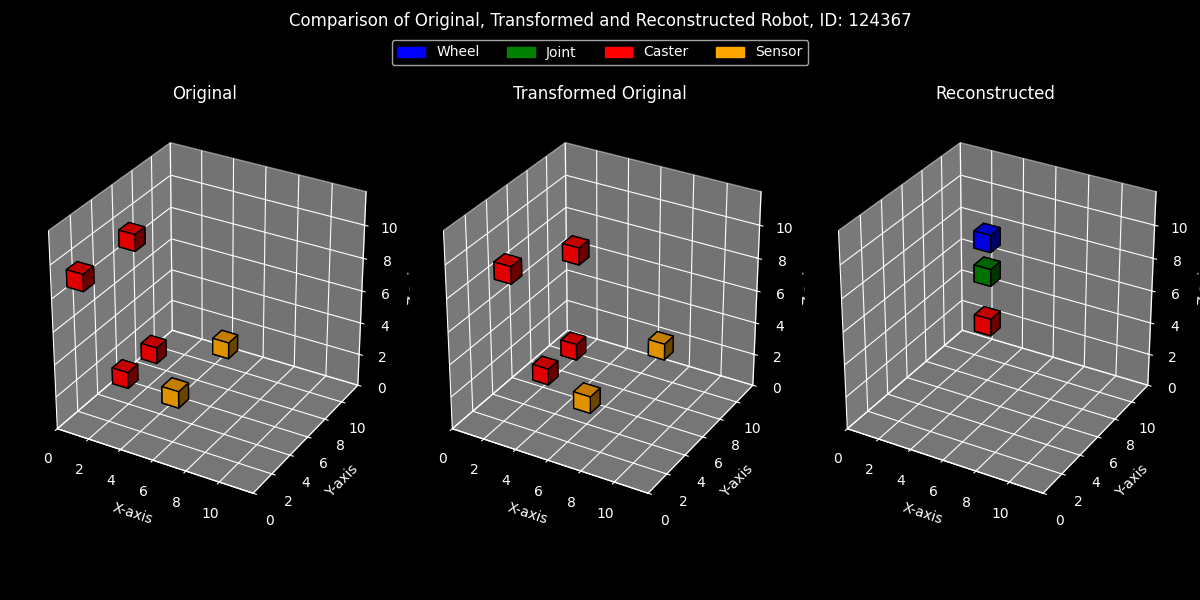 Comparison of Original, Transformed and Reconstructed Robot, ID: 124367
Wheel Joint Caster Sensor
Original
0 2 4 6 8 10
X-axis
0 2 4 6 8 10
Y-axis
0 2 4 6 8 10
Transformed Original
0 2 4 6 8 10
X-axis
0 2 4 6 8 10
Y-axis
0 2 4 6 8 10
Reconstructed
0 2 4 6 8 10
X-axis
0 2 4 6 8 10
Y-axis
0 2 4 6 8 10